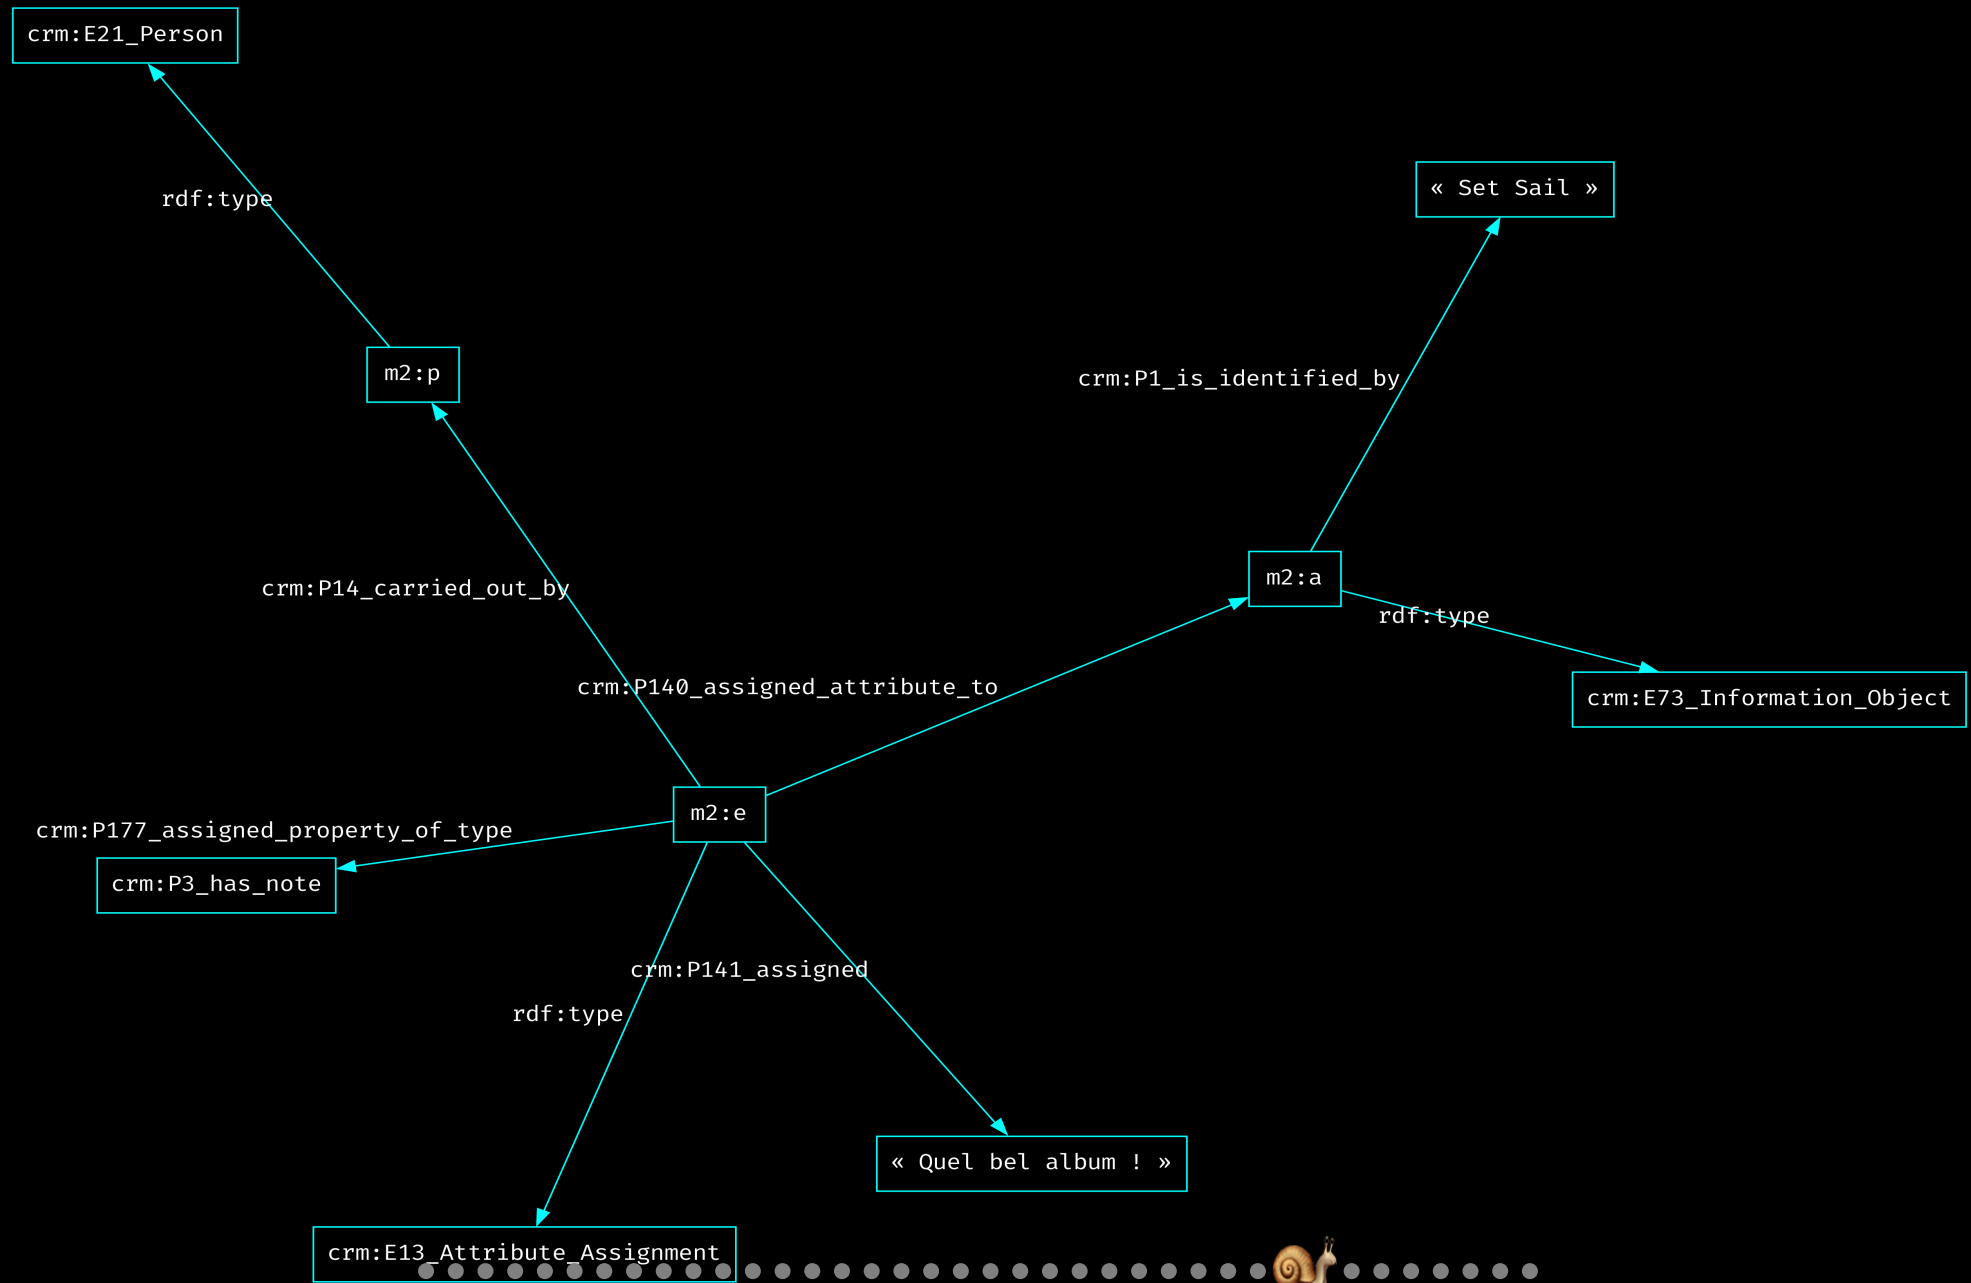 crm:E21_Person
« Set Sail »
rdf:type
m2:p
crm:P1_is_identified_by
m2:a
crm:P14_carried_out_by
rdf:type
crm:P140_assigned_attribute_to
crm:E73_Information_Object
m2:e
crm:P177_assigned_property_of_type
crm:P3_has_note
crm:P141_assigned
rdf:type
« Quel bel album ! »
crm:E13_Attribute_Assignment